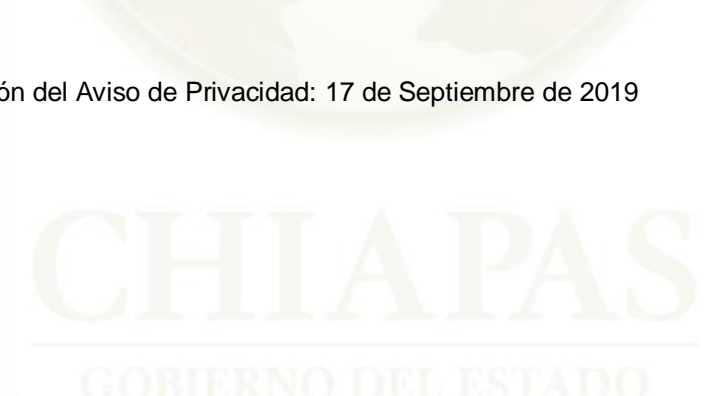 ón del Aviso de Privacidad: 17 de Septiembre de 2019
CHIAPAS
GOBIERNO DEL ESTADO